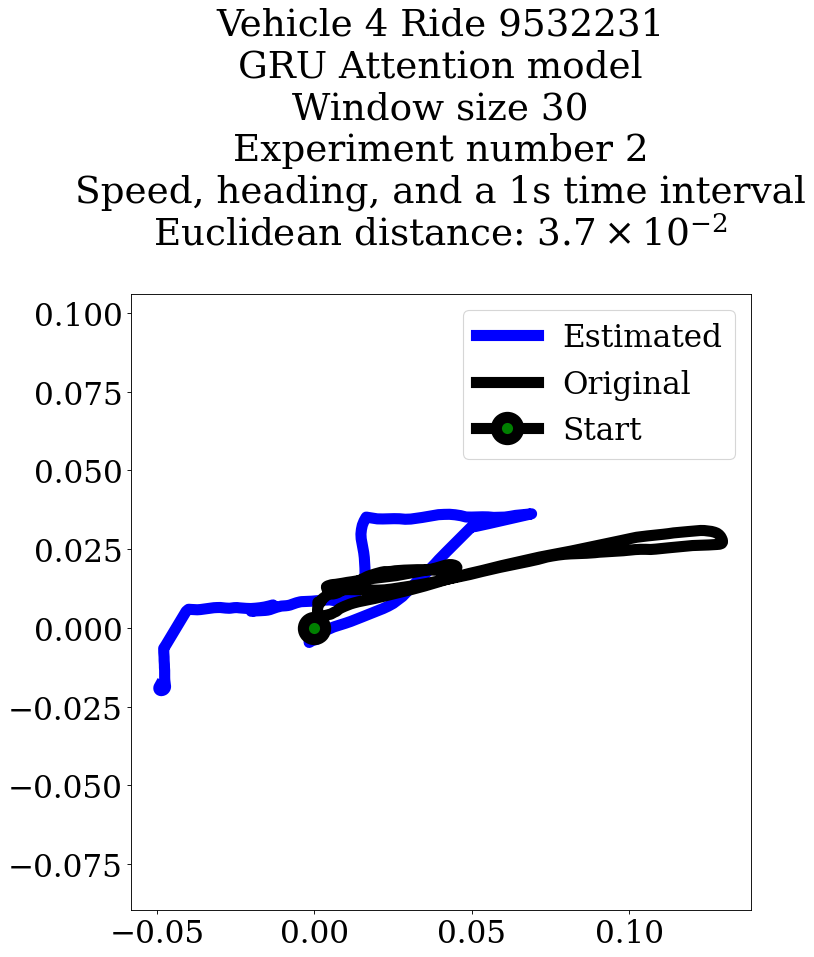 Vehicle 4 Ride 9532231
GRU Attention model
Window size 30
Experiment number 2
Speed, heading, and a 1s time interval
Euclidean distance: 3.7 × 10⁻²
Estimated
Original
Start
0.100
0.075
0.050
0.025
0.000
−0.025
−0.050
−0.075
−0.05 0.00 0.05 0.10